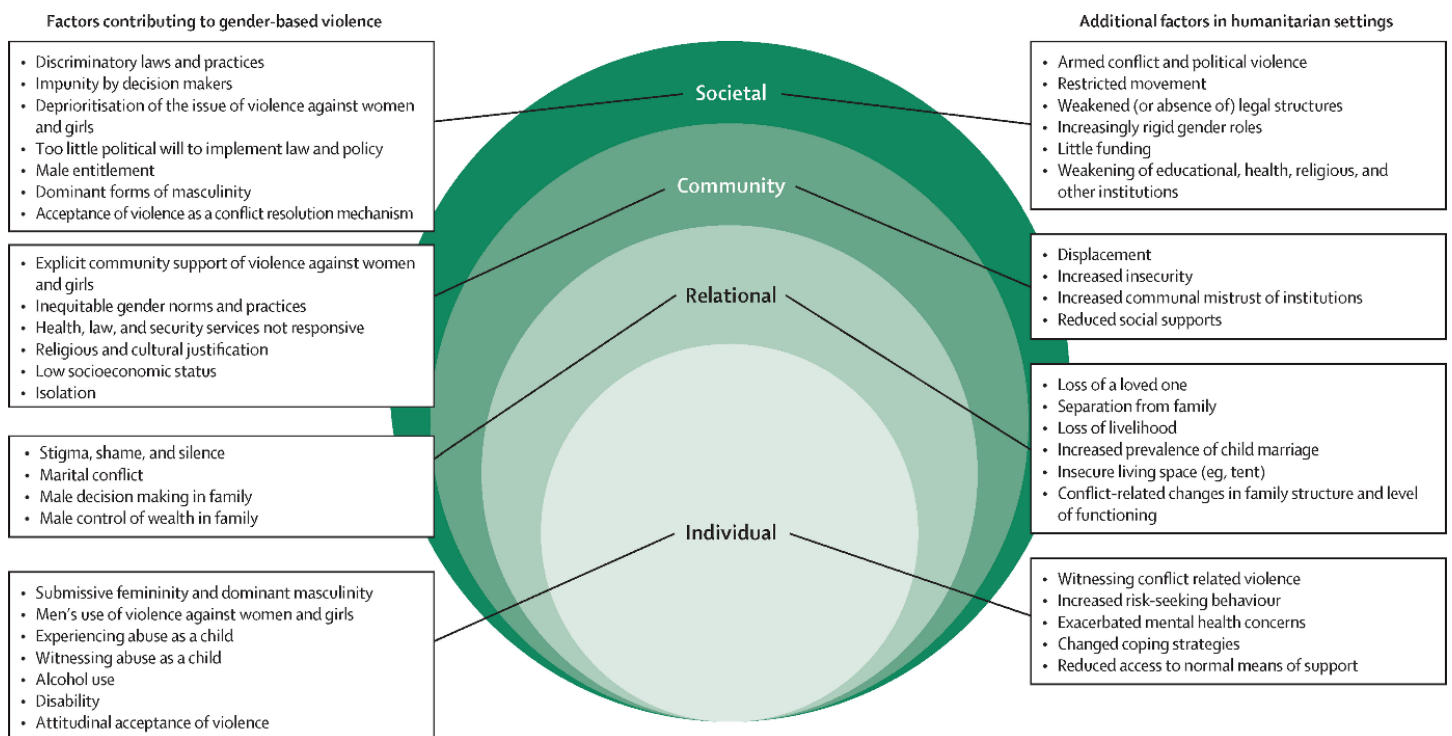 Factors contributing to gender-based violence
• Discriminatory laws and practices
• Impunity by decision makers
• Deprioritisation of the issue of violence against women
and girls
• Too little political will to implement law and policy
• Male entitlement
• Dominant forms of masculinity
• Acceptance of violence as a conflict resolution mechanism
• Explicit community support of violence against women
and girls
• Inequitable gender norms and practices
• Health, law, and security services not responsive
• Religious and cultural justification
• Low socioeconomic status
• Isolation
• Stigma, shame, and silence
• Marital conflict
• Male decision making in family
• Male control of wealth in family
• Submissive femininity and dominant masculinity
• Men's use of violence against women and girls
• Experiencing abuse as a child
• Witnessing abuse as a child
• Alcohol use
• Disability
• Attitudinal acceptance of violence
Societal
Community
Relational
Individual
Additional factors in humanitarian settings
• Armed conflict and political violence
• Restricted movement
• Weakened (or absence of) legal structures
• Increasingly rigid gender roles
• Little funding
• Weakening of educational, health, religious, and
other institutions
• Displacement
• Increased insecurity
• Increased communal mistrust of institutions
• Reduced social supports
• Loss of a loved one
• Separation from family
• Loss of livelihood
• Increased prevalence of child marriage
• Insecure living space (eg, tent)
• Conflict-related changes in family structure and level
of functioning
• Witnessing conflict related violence
• Increased risk-seeking behaviour
• Exacerbated mental health concerns
• Changed coping strategies
• Reduced access to normal means of support